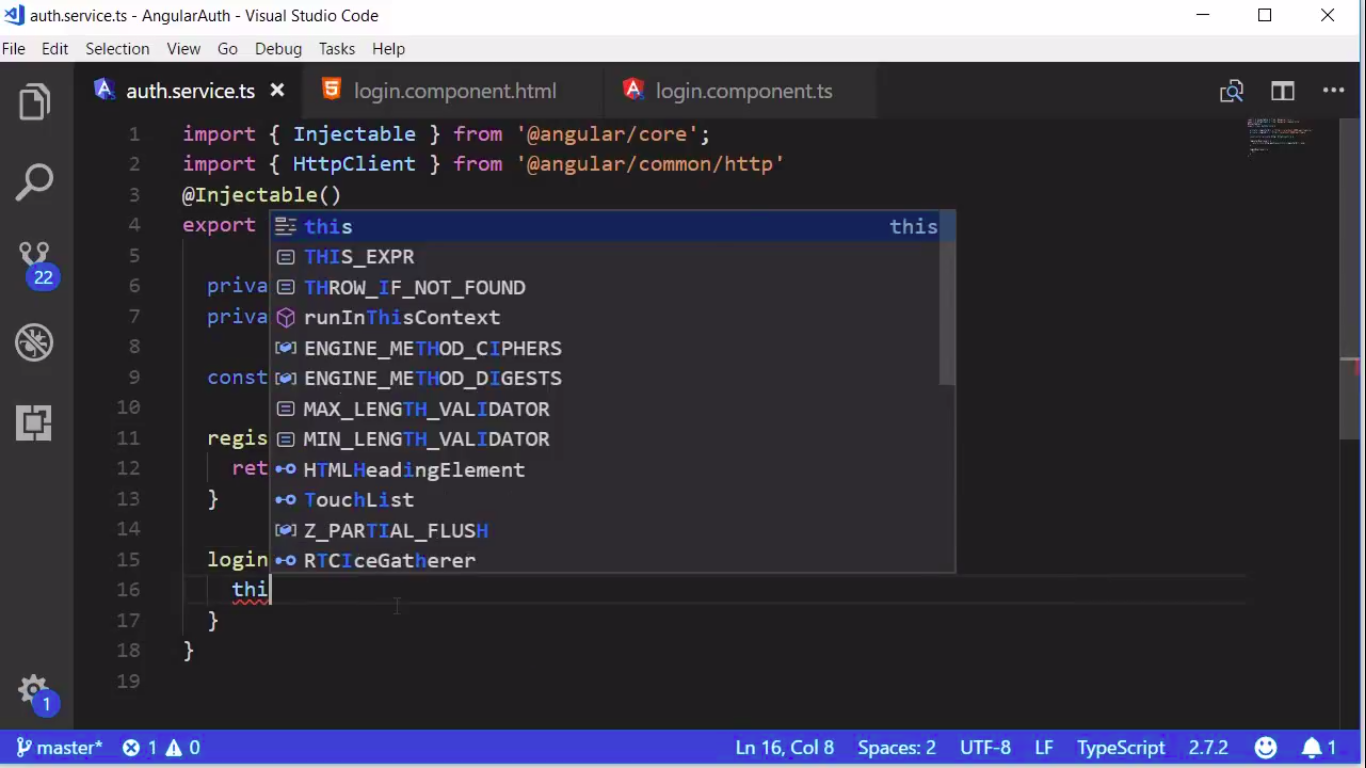 auth.service.ts - AngularAuth - Visual Studio Code
File Edit Selection View Go Debug Tasks Help
auth.service.ts login.component.html login.component.ts
1 import { Injectable } from '@angular/core';
2 import { HttpClient } from '@angular/common/http'
3 @Injectable()
4 export
this this
5 THIS_EXPR
6 priva THROW_IF_NOT_FOUND
7 priva runInThisContext
8 ENGINE_METHOD_CIPHERS
9 const ENGINE_METHOD_DIGESTS
10 MAX_LENGTH_VALIDATOR
11 regis MIN_LENGTH_VALIDATOR
12 ret HTMLHeadingElement
13 } TouchList
14 Z_PARTIAL_FLUSH
15 login RTCIceGatherer
16 thi
17 }
18 }
19
22
1
master* 1 0 Ln 16, Col 8 Spaces: 2 UTF-8 LF TypeScript 2.7.2 1